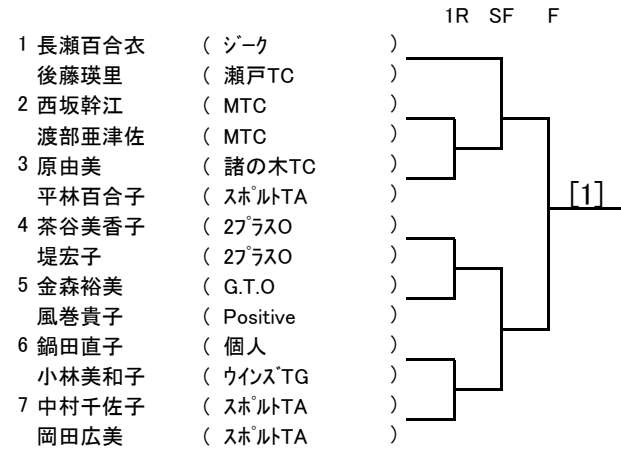 1R SF F
1 長瀬百合衣 ( ジーク )
後藤瑛里 ( 瀬戸TC )
2 西坂幹江 ( MTC )
渡部亜津佐 ( MTC )
3 原由美 ( 諸の木TC )
平林百合子 ( スポルトTA )
[1]
4 茶谷美香子 ( 2プラスO )
堤宏子 ( 2プラスO )
5 金森裕美 ( G.T.O )
風巻貴子 ( Positive )
6 鍋田直子 ( 個人 )
小林美和子 ( ウインズTG )
7 中村千佐子 ( スポルトTA )
岡田広美 ( スポルトTA )